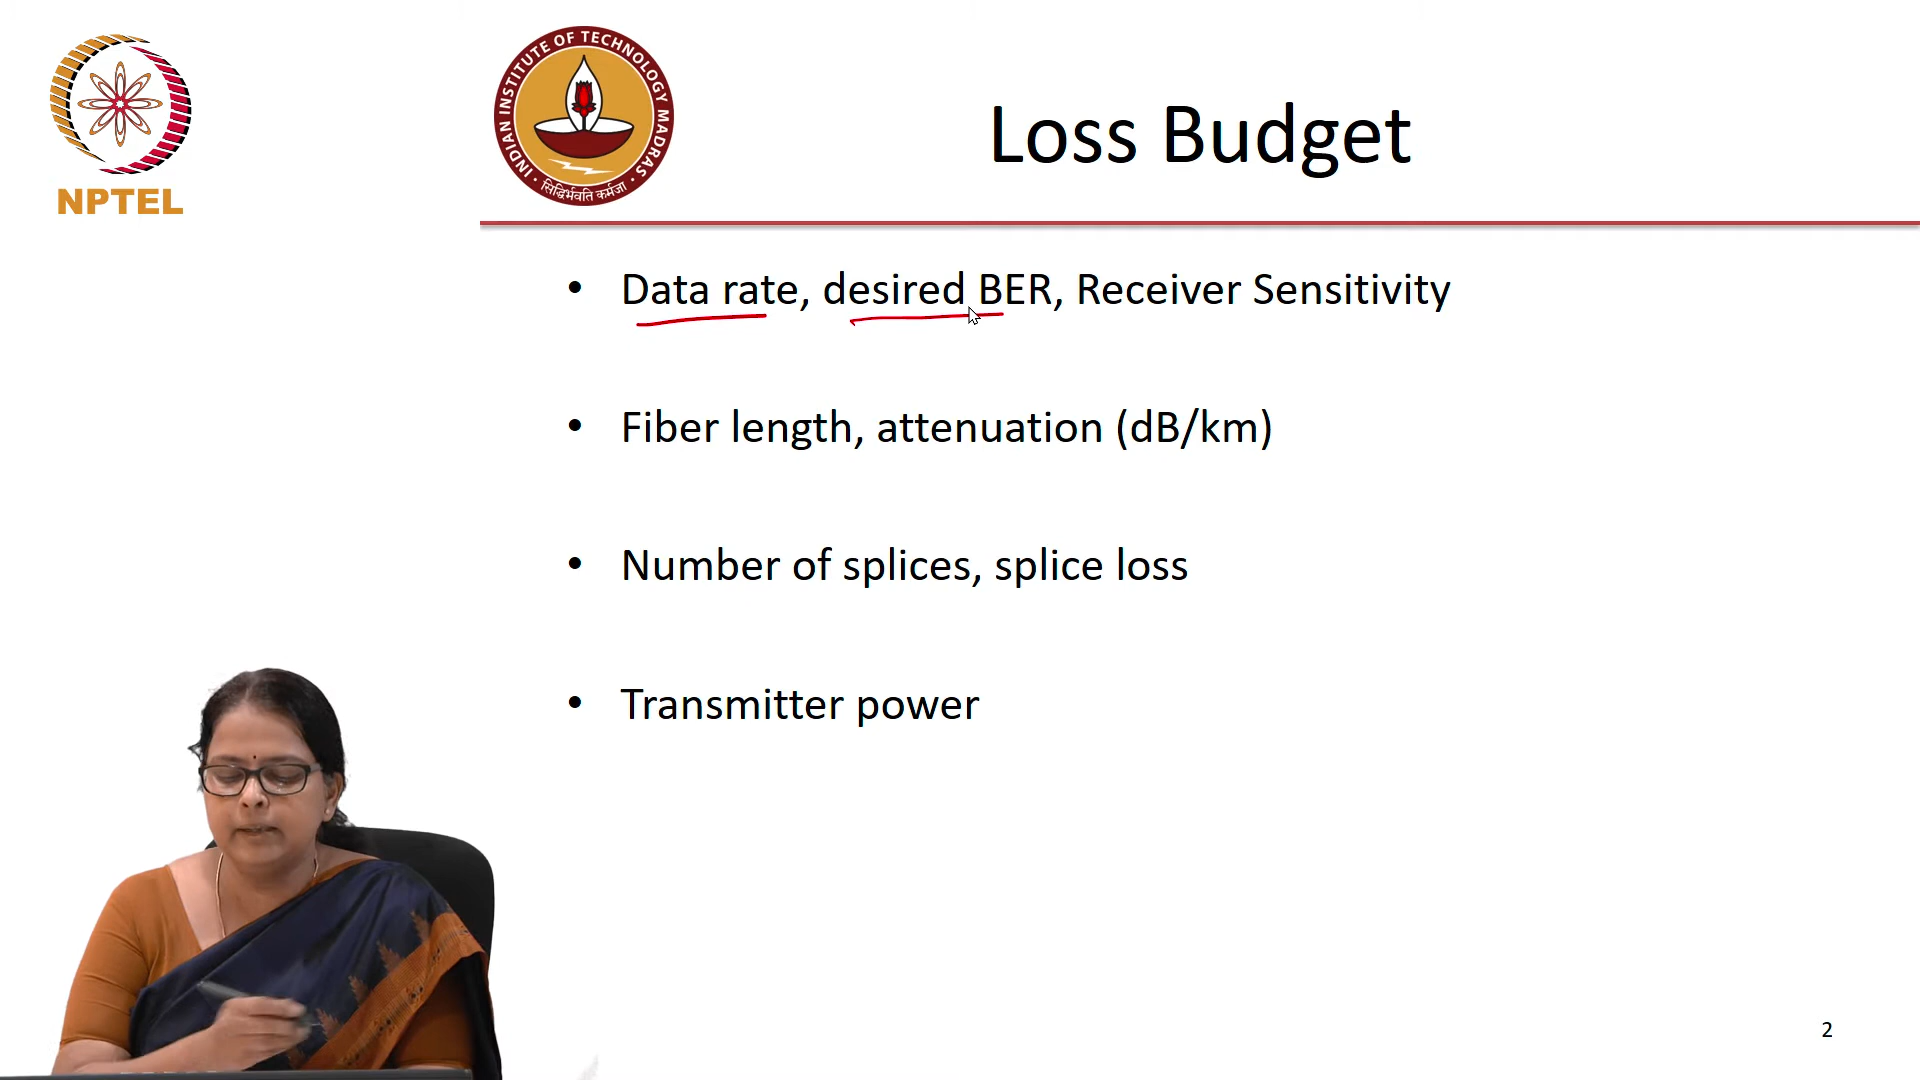 NPTEL
INDIAN INSTITUTE OF TECHNOLOGY MADRAS
सिद्धिर्भवति कर्मजा
Loss Budget
• Data rate, desired BER, Receiver Sensitivity
• Fiber length, attenuation (dB/km)
• Number of splices, splice loss
• Transmitter power
2